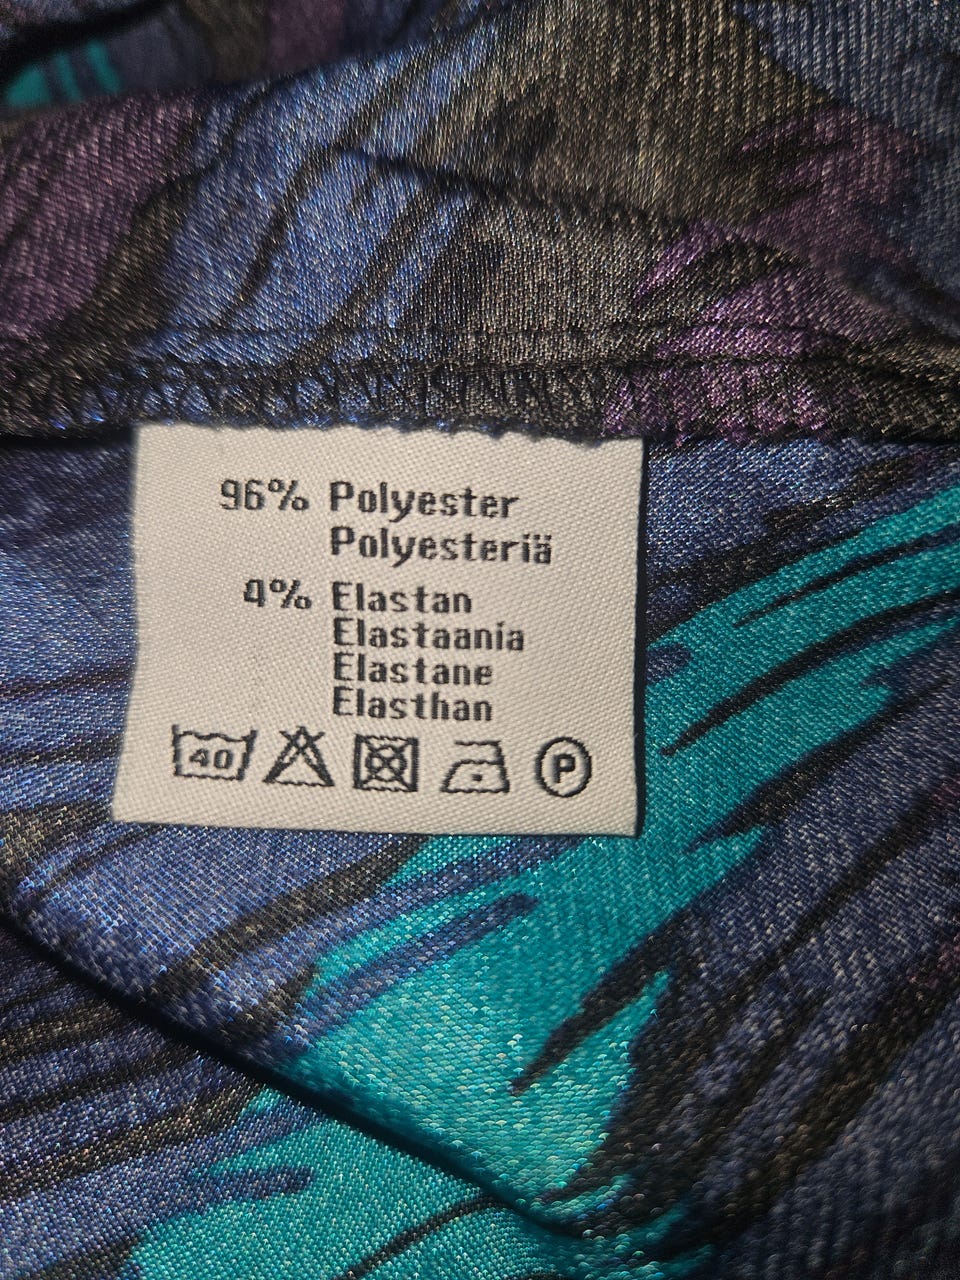 96% Polyester
Polyesteriä
4% Elastan
Elastaania
Elastane
Elasthan
40 P